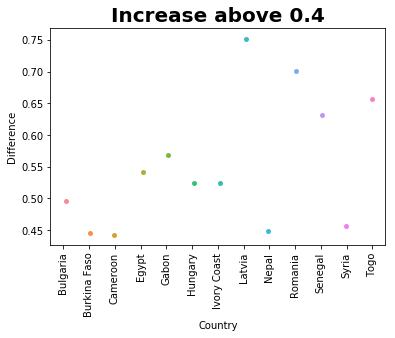 Increase above 0.4
Difference
0.75
0.70
0.65
0.60
0.55
0.50
0.45
Bulgaria
Burkina Faso
Cameroon
Egypt
Gabon
Hungary
Ivory Coast
Latvia
Nepal
Romania
Senegal
Syria
Togo
Country